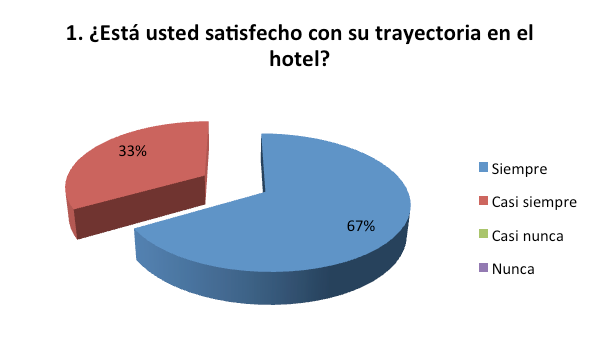 1. ¿Está usted satisfecho con su trayectoria en el
hotel?
33%
67%
Siempre
Casi siempre
Casi nunca
Nunca